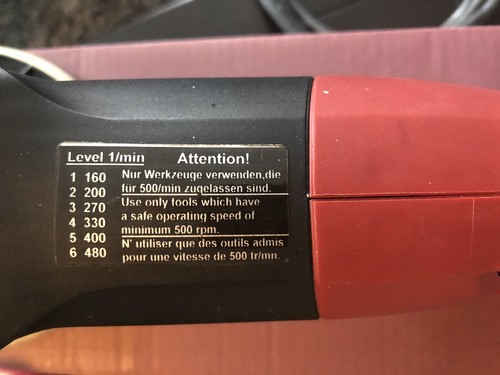 Level 1/min
1 160
2 200
3 270
4 330
5 400
6 480
Attention!
Nur Werkzeuge verwenden,die
für 500/min zugelassen sind.
Use only tools which have
a safe operating speed of
minimum 500 rpm.
N' utiliser que des outils admis
pour une vitesse de 500 tr/mn.